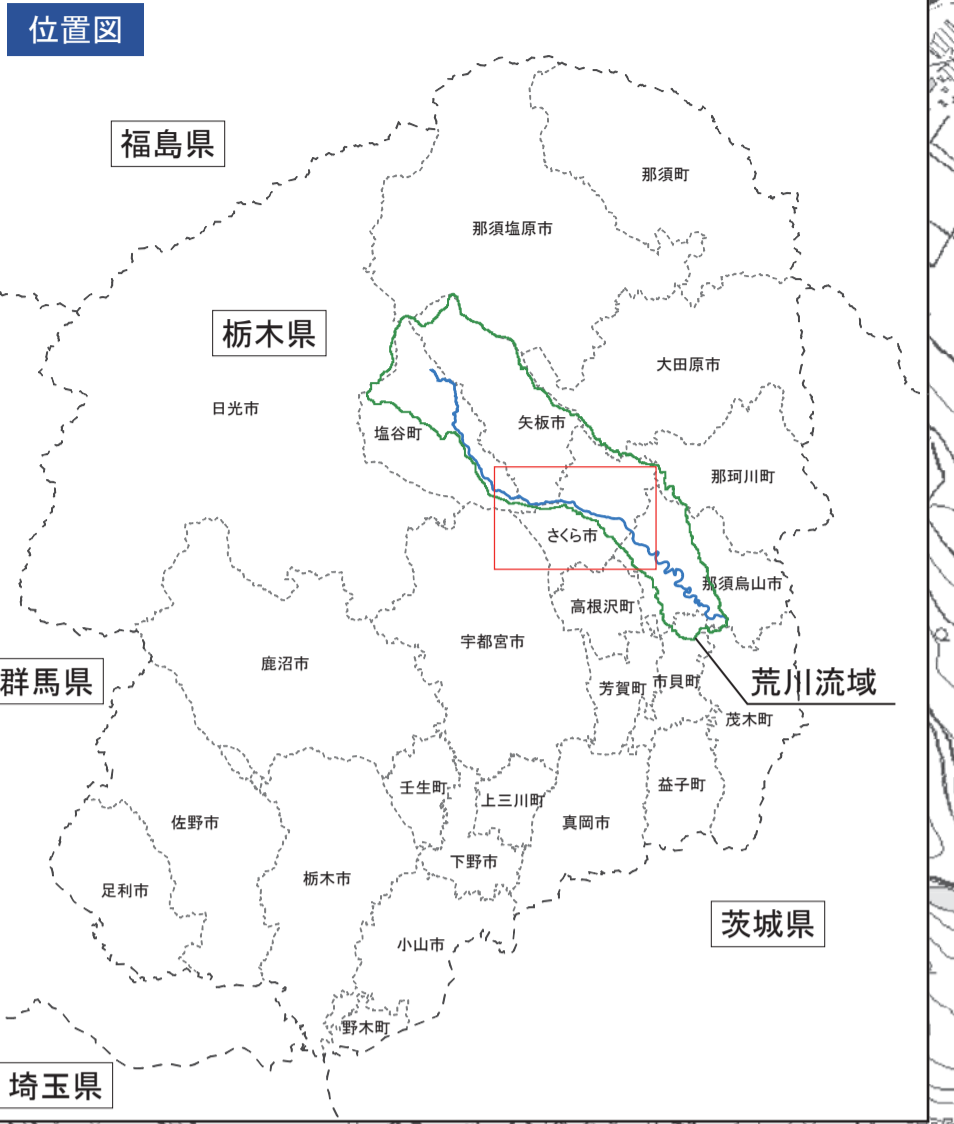 位置図
福島県
那須町
那須塩原市
栃木県
大田原市
日光市
矢板市
塩谷町
那珂川町
さくら市
那須烏山市
高根沢町
宇都宮市
鹿沼市
群馬県
芳賀町
市貝町
荒川流域
茂木町
壬生町
上三川町
益子町
佐野市
真岡市
下野市
栃木市
足利市
茨城県
小山市
野木町
埼玉県